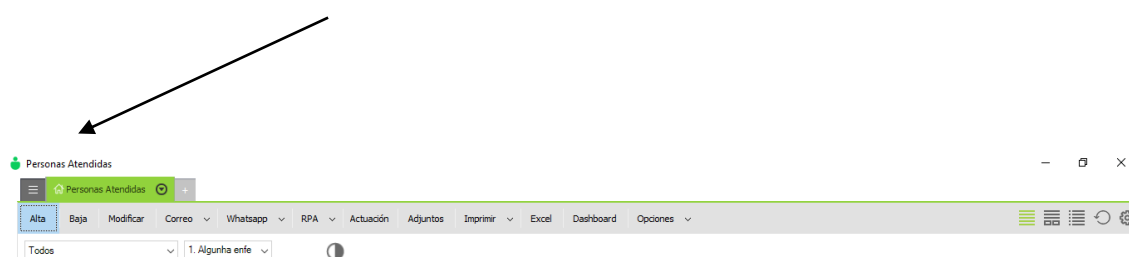 Personas Atendidas
Personas Atendidas +
Alta Baja Modificar Correo Whatsapp RPA Actuación Adjuntos Imprimir Excel Dashboard Opciones
Todos 1. Algunha enfe